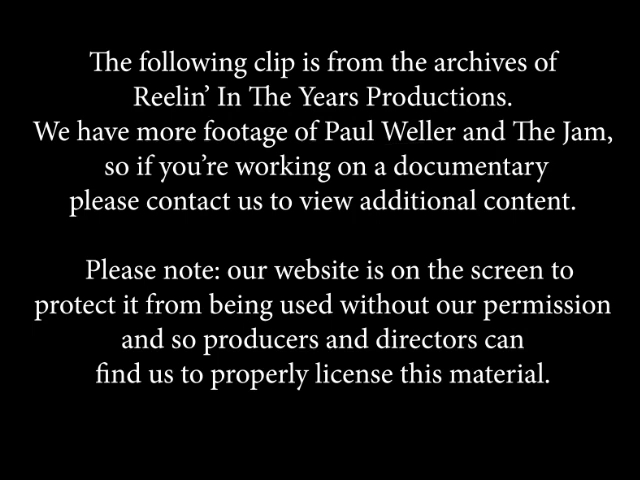 The following clip is from the archives of
Reelin’ In The Years Productions.
We have more footage of Paul Weller and The Jam,
so if you’re working on a documentary
please contact us to view additional content.
Please note: our website is on the screen to
protect it from being used without our permission
and so producers and directors can
find us to properly license this material.